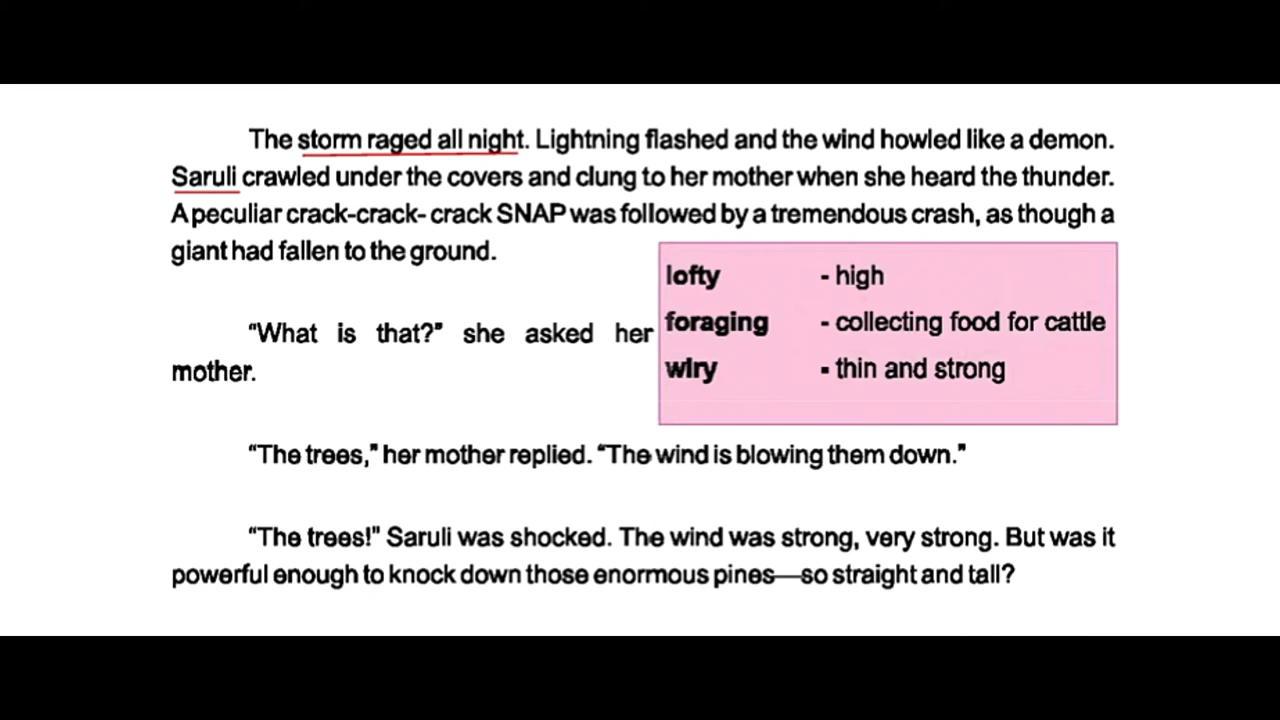 The storm raged all night. Lightning flashed and the wind howled like a demon.
Saruli crawled under the covers and clung to her mother when she heard the thunder.
A peculiar crack-crack- crack SNAP was followed by a tremendous crash, as though a
giant had fallen to the ground.
lofty - high
foraging - collecting food for cattle
wiry - thin and strong
“What is that?” she asked her
mother.
“The trees,” her mother replied. “The wind is blowing them down.”
“The trees!” Saruli was shocked. The wind was strong, very strong. But was it
powerful enough to knock down those enormous pines—so straight and tall?